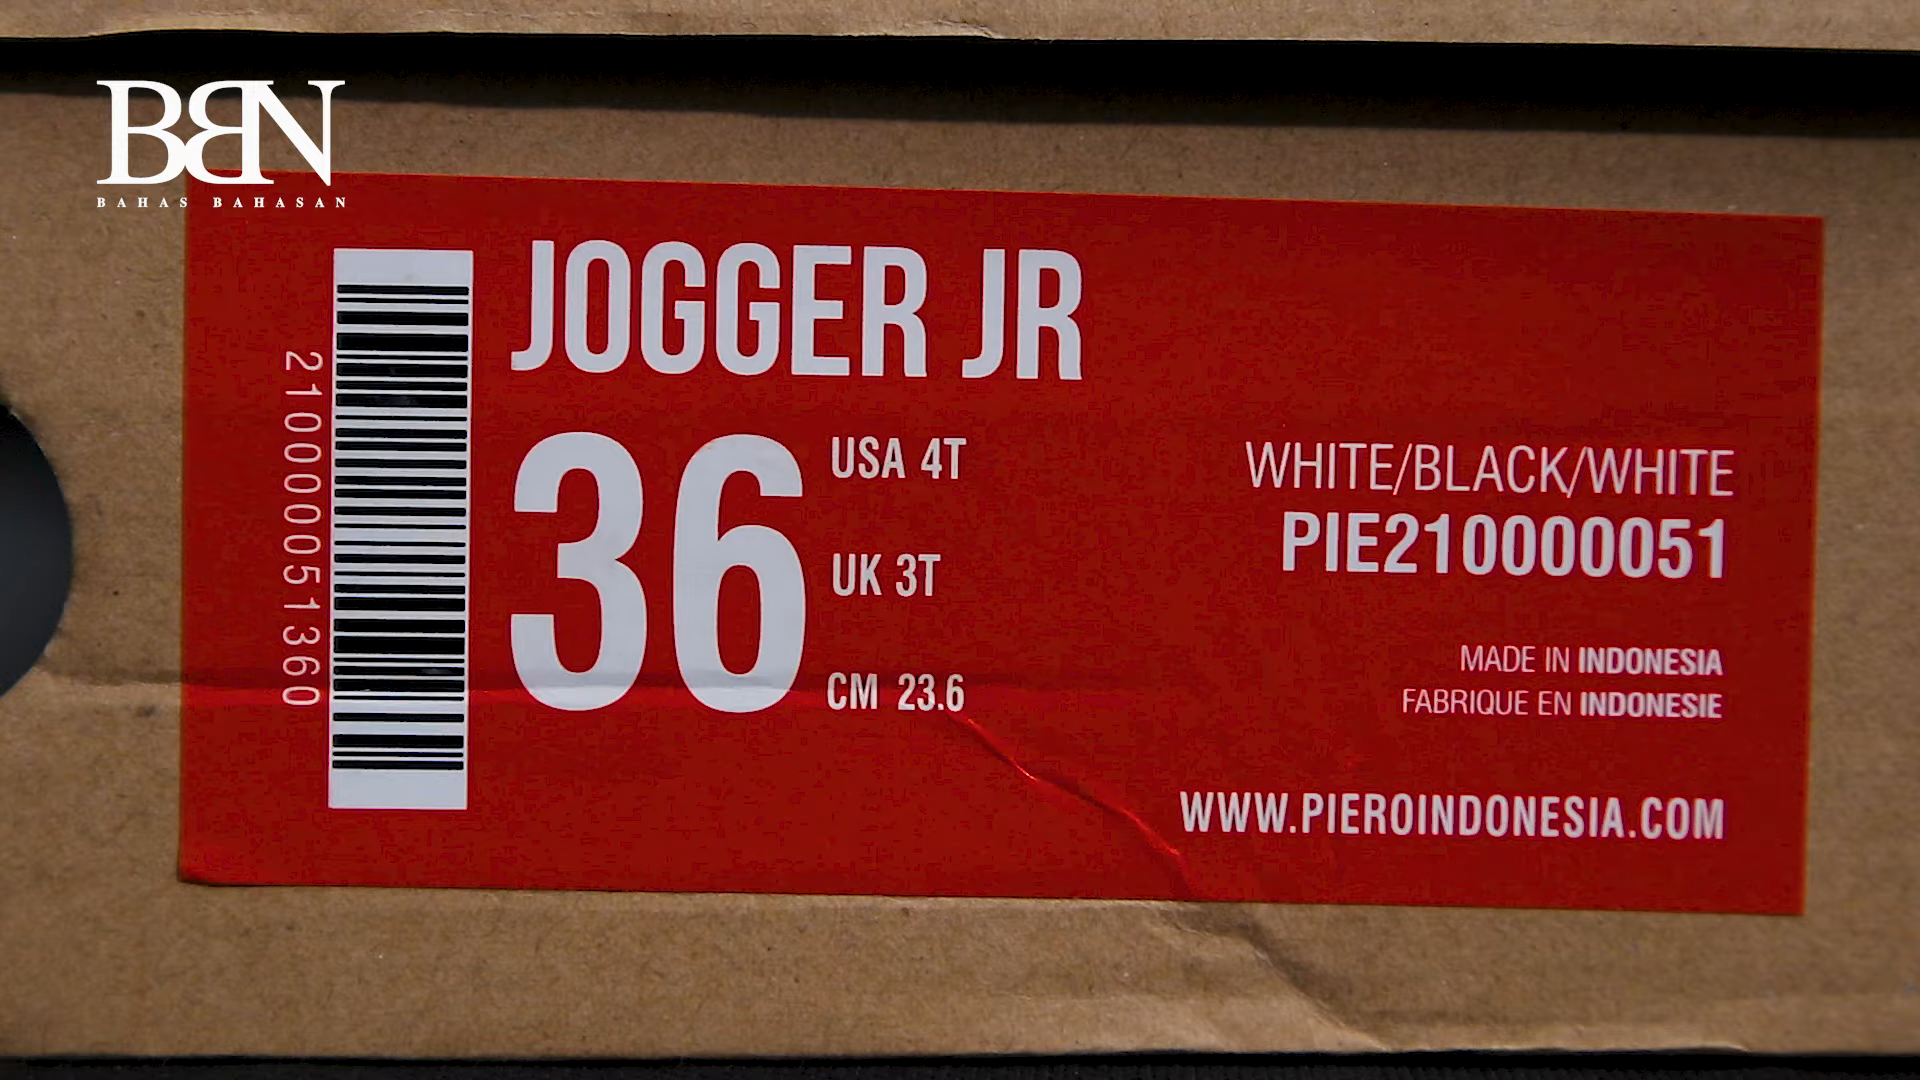 BBN
BAHAS BAHASAN
JOGGER JR
36
USA 4T
UK 3T
CM 23.6
210000051360
WHITE/BLACK/WHITE
PIE210000051
MADE IN INDONESIA
FABRIQUE EN INDONESIE
WWW.PIEROINDONESIA.COM